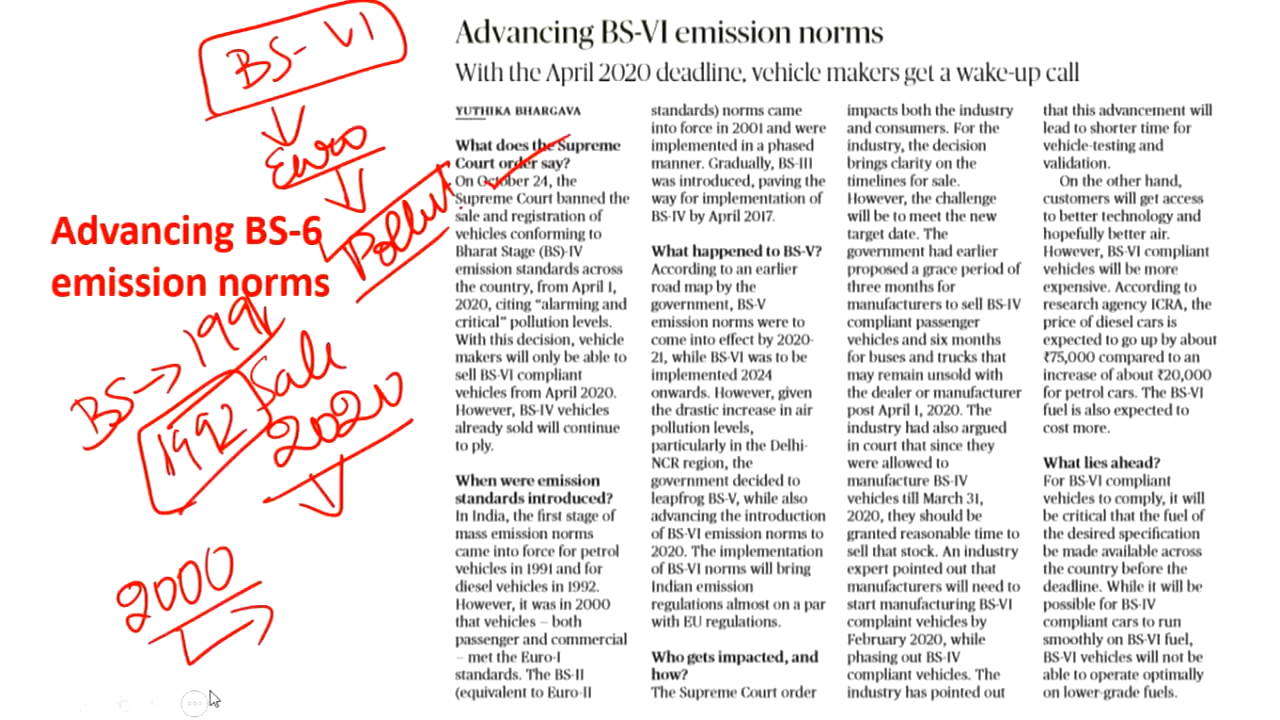 BS-VI
Euro
Pollut
Advancing BS-6
emission norms
BS→ 1991
1992
Sale
2020
2000
Advancing BS-VI emission norms
With the April 2020 deadline, vehicle makers get a wake-up call
YUTHIKA BHARGAVA
What does the Supreme
Court order say?
On October 24, the
Supreme Court banned the
sale and registration of
vehicles conforming to
Bharat Stage (BS)-IV
emission standards across
the country, from April 1,
2020, citing “alarming and
critical” pollution levels.
With this decision, vehicle
makers will only be able to
sell BS-VI compliant
vehicles from April 2020.
However, BS-IV vehicles
already sold will continue
to ply.
When were emission
standards introduced?
In India, the first stage of
mass emission norms
came into force for petrol
vehicles in 1991 and for
diesel vehicles in 1992.
However, it was in 2000
that vehicles – both
passenger and commercial
– met the Euro-I
standards. The BS-II
(equivalent to Euro-II
standards) norms came
into force in 2001 and were
implemented in a phased
manner. Gradually, BS-III
was introduced, paving the
way for implementation of
BS-IV by April 2017.
What happened to BS-V?
According to an earlier
road map by the
government, BS-V
emission norms were to
come into effect by 2020-
21, while BS-VI was to be
implemented 2024
onwards. However, given
the drastic increase in air
pollution levels,
particularly in the Delhi-
NCR region, the
government decided to
leapfrog BS-V, while also
advancing the introduction
of BS-VI emission norms to
2020. The implementation
of BS-VI norms will bring
Indian emission
regulations almost on a par
with EU regulations.
Who gets impacted, and
how?
The Supreme Court order
impacts both the industry
and consumers. For the
industry, the decision
brings clarity on the
timelines for sale.
However, the challenge
will be to meet the new
target date. The
government had earlier
proposed a grace period of
three months for
manufacturers to sell BS-IV
compliant passenger
vehicles and six months
for buses and trucks that
may remain unsold with
the dealer or manufacturer
post April 1, 2020. The
industry had also argued
in court that since they
were allowed to
manufacture BS-IV
vehicles till March 31,
2020, they should be
granted reasonable time to
sell that stock. An industry
expert pointed out that
manufacturers will need to
start manufacturing BS-VI
complaint vehicles by
February 2020, while
phasing out BS-IV
compliant vehicles. The
industry has pointed out
that this advancement will
lead to shorter time for
vehicle-testing and
validation.
On the other hand,
customers will get access
to better technology and
hopefully better air.
However, BS-VI compliant
vehicles will be more
expensive. According to
research agency ICRA, the
price of diesel cars is
expected to go up by about
₹75,000 compared to an
increase of about ₹20,000
for petrol cars. The BS-VI
fuel is also expected to
cost more.
What lies ahead?
For BS-VI compliant
vehicles to comply, it will
be critical that the fuel of
the desired specification
be made available across
the country before the
deadline. While it will be
possible for BS-IV
compliant cars to run
smoothly on BS-VI fuel,
BS-VI vehicles will not be
able to operate optimally
on lower-grade fuels.